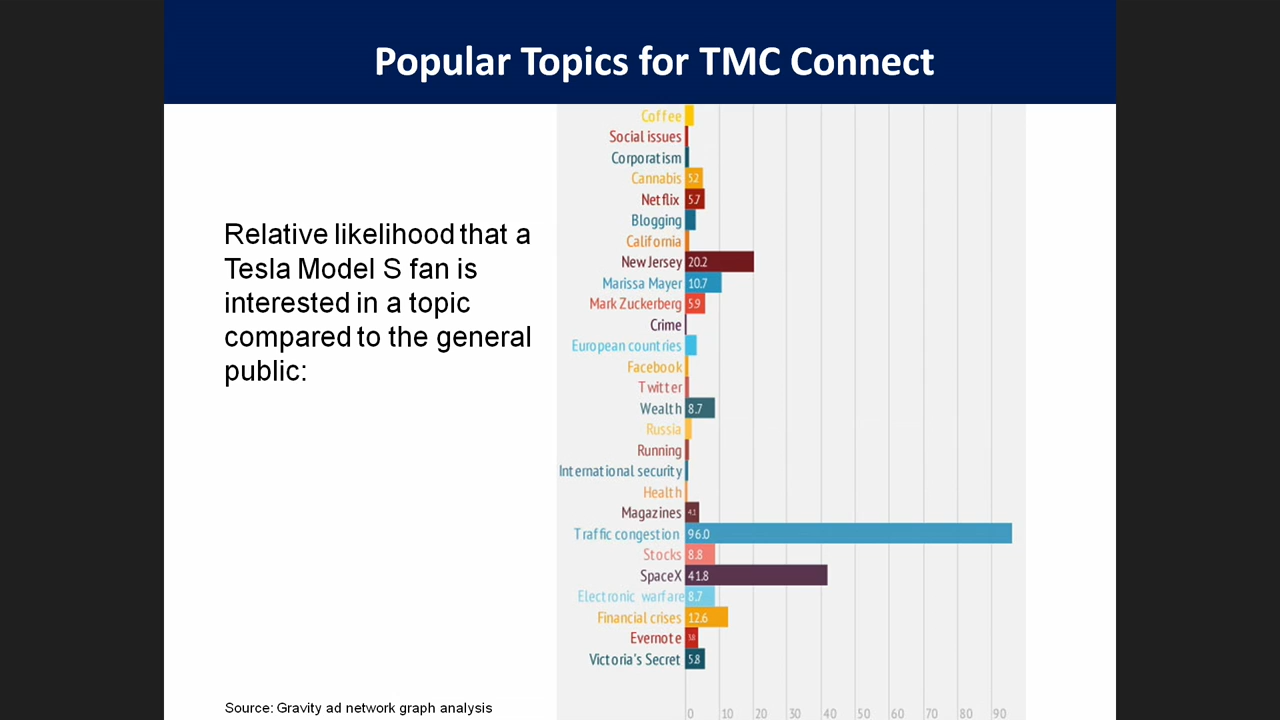 Popular Topics for TMC Connect
Relative likelihood that a
Tesla Model S fan is
interested in a topic
compared to the general
public:
Coffee
Social issues
Corporatism
Cannabis 5.2
Netflix 5.7
Blogging
California
New Jersey 20.2
Marissa Mayer 10.7
Mark Zuckerberg 5.9
Crime
European countries
Facebook
Twitter
Wealth 8.7
Russia
Running
International security
Health
Magazines 4.1
Traffic congestion 96.0
Stocks 8.8
SpaceX 41.8
Electronic warfare 8.7
Financial crises 12.6
Evernote 3.8
Victoria's Secret 5.8
0 10 20 30 40 50 60 70 80 90
Source: Gravity ad network graph analysis